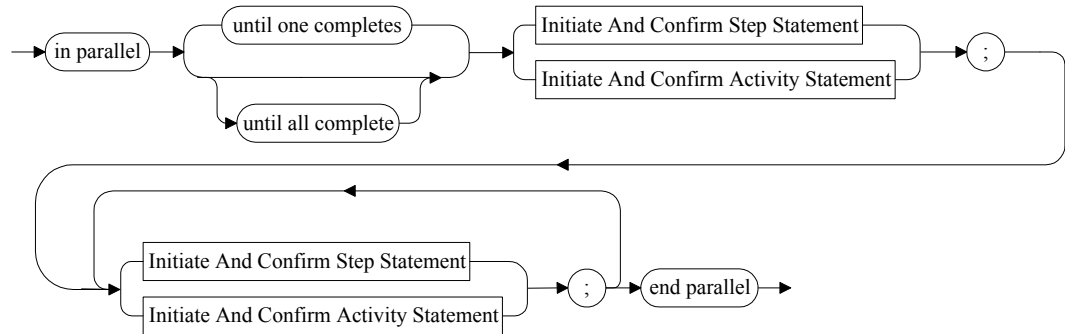 until one completes
in parallel
until all complete
Initiate And Confirm Step Statement
Initiate And Confirm Activity Statement
;
Initiate And Confirm Step Statement
Initiate And Confirm Activity Statement
;
end parallel